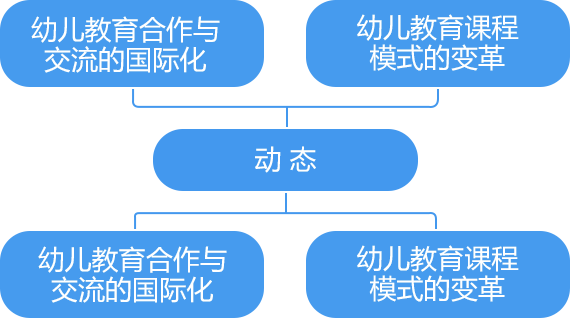 幼儿教育合作与
交流的国际化
幼儿教育课程
模式的变革
动 态
幼儿教育合作与
交流的国际化
幼儿教育课程
模式的变革